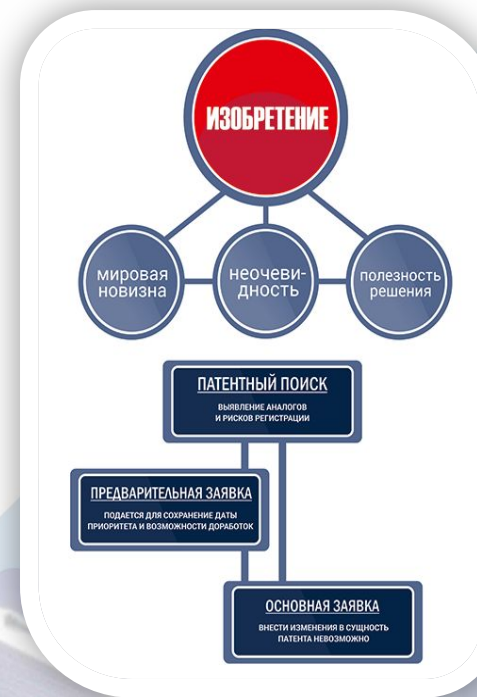 ИЗОБРЕТЕНИЕ
мировая
новизна
неочеви-
дность
полезность
решения
ПАТЕНТНЫЙ ПОИСК
ВЫЯВЛЕНИЕ АНАЛОГОВ
И РИСКОВ РЕГИСТРАЦИИ
ПРЕДВАРИТЕЛЬНАЯ ЗАЯВКА
ПОДАЕТСЯ ДЛЯ СОХРАНЕНИЕ ДАТЫ
ПРИОРИТЕТА И ВОЗМОЖНОСТИ ДОРАБОТОК
ОСНОВНАЯ ЗАЯВКА
ВНЕСТИ ИЗМЕНЕНИЯ В СУЩНОСТЬ
ПАТЕНТА НЕВОЗМОЖНО